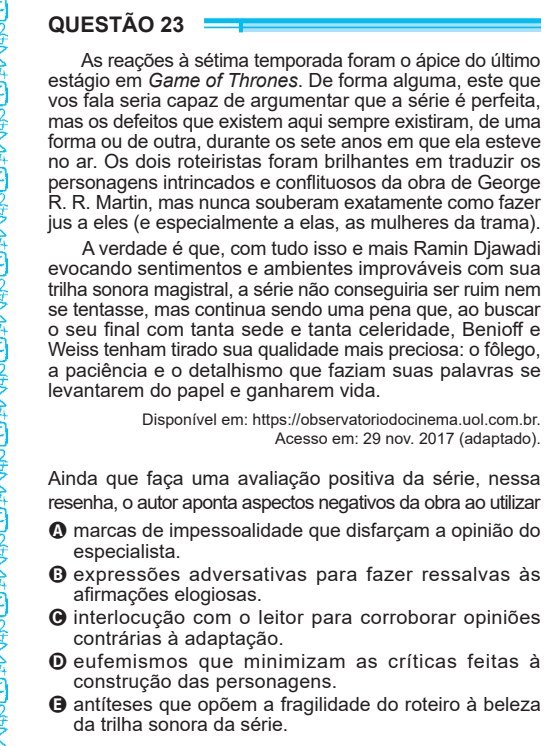 QUESTÃO 23
As reações à sétima temporada foram o ápice do último
estágio em Game of Thrones. De forma alguma, este que
vos fala seria capaz de argumentar que a série é perfeita,
mas os defeitos que existem aqui sempre existiram, de uma
forma ou de outra, durante os sete anos em que ela esteve
no ar. Os dois roteiristas foram brilhantes em traduzir os
personagens intrincados e conflituosos da obra de George
R. R. Martin, mas nunca souberam exatamente como fazer
jus a eles (e especialmente a elas, as mulheres da trama).
A verdade é que, com tudo isso e mais Ramin Djawadi
evocando sentimentos e ambientes improváveis com sua
trilha sonora magistral, a série não conseguiria ser ruim nem
se tentasse, mas continua sendo uma pena que, ao buscar
o seu final com tanta sede e tanta celeridade, Benioff e
Weiss tenham tirado sua qualidade mais preciosa: o fôlego,
a paciência e o detalhismo que faziam suas palavras se
levantarem do papel e ganharem vida.
Disponível em: https://observatoriodocinema.uol.com.br.
Acesso em: 29 nov. 2017 (adaptado).
Ainda que faça uma avaliação positiva da série, nessa
resenha, o autor aponta aspectos negativos da obra ao utilizar
A marcas de impessoalidade que disfarçam a opinião do
especialista.
B expressões adversativas para fazer ressalvas às
afirmações elogiosas.
C interlocução com o leitor para corroborar opiniões
contrárias à adaptação.
D eufemismos que minimizam as críticas feitas à
construção das personagens.
E antíteses que opõem a fragilidade do roteiro à beleza
da trilha sonora da série.